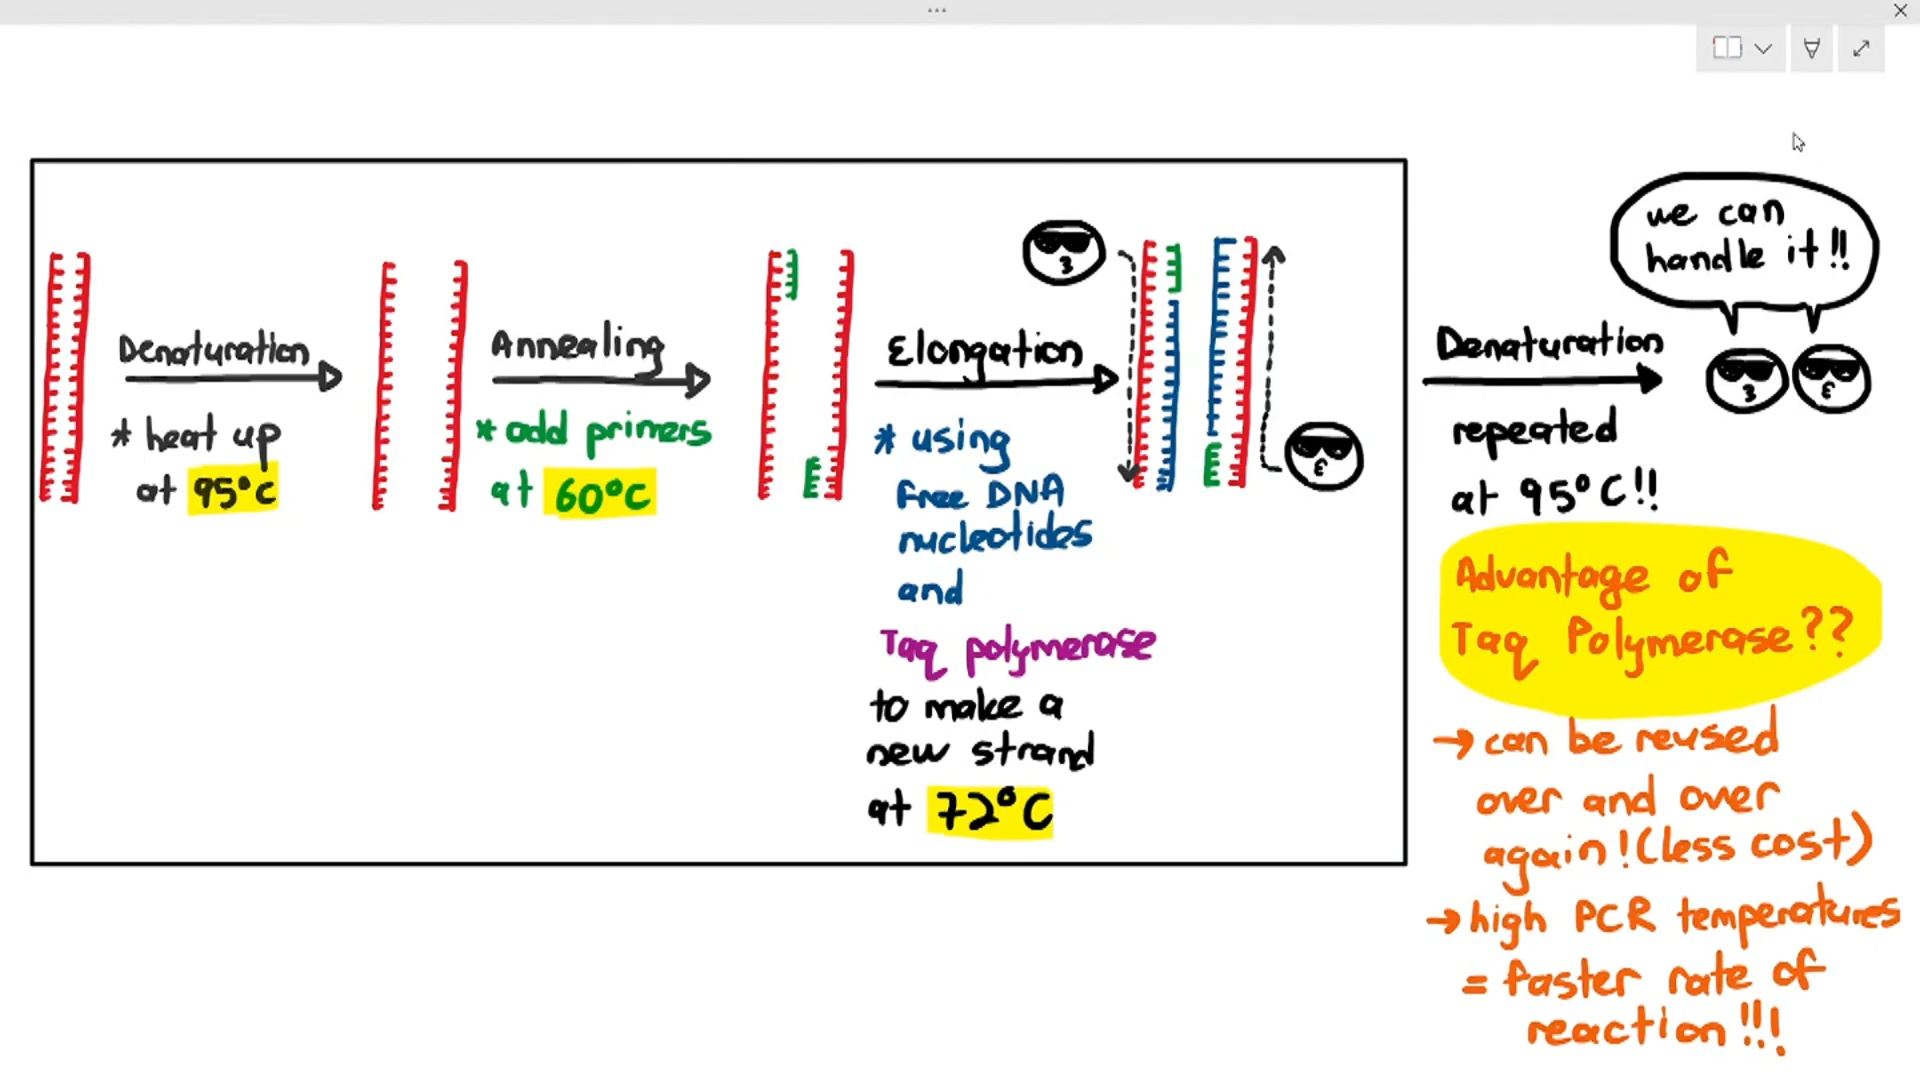 Denaturation
* heat up
at 95°C
Annealing
* add primers
at 60°C
Elongation
* using
free DNA
nucleotides
and
Taq polymerase
to make a
new strand
at 72°C
we can
handle it!!
Denaturation
repeated
at 95°C!!
Advantage of
Taq Polymerase??
→ can be reused
over and over
again! (less cost)
→ high PCR temperatures
= faster rate of
reaction!!!